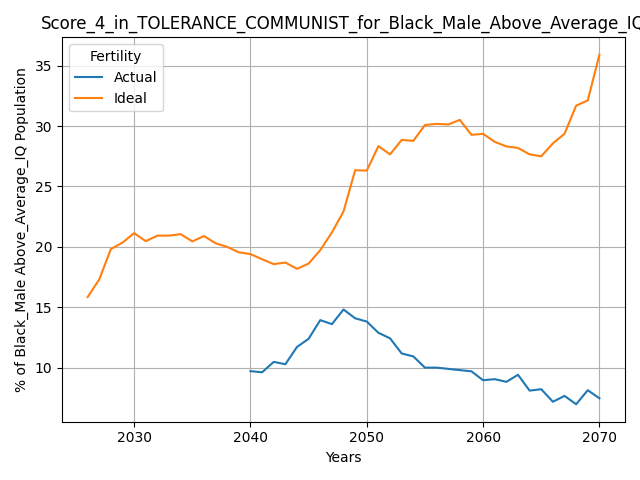 Score_4_in_TOLERANCE_COMMUNIST_for_Black_Male_Above_Average_IQ
Fertility
Actual
Ideal
% of Black_Male Above_Average_IQ Population
35
30
25
20
15
10
2030 2040 2050 2060 2070
Years